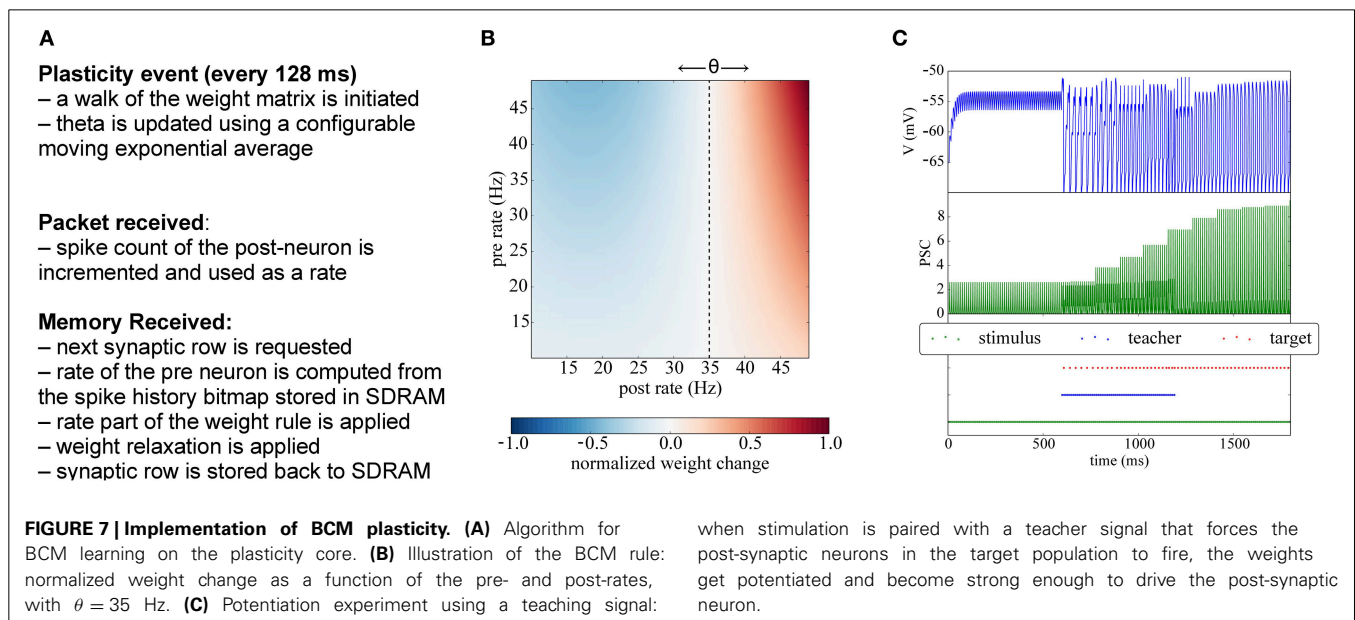 A
Plasticity event (every 128 ms)
– a walk of the weight matrix is initiated
– theta is updated using a configurable
moving exponential average
Packet received:
– spike count of the post-neuron is
incremented and used as a rate
Memory Received:
– next synaptic row is requested
– rate of the pre neuron is computed from
the spike history bitmap stored in SDRAM
– rate part of the weight rule is applied
– weight relaxation is applied
– synaptic row is stored back to SDRAM
B
←θ→
45
40
35
30
25
20
15
pre rate (Hz)
15 20 25 30 35 40 45
post rate (Hz)
-1.0 -0.5 0.0 0.5 1.0
normalized weight change
C
-50
-55
-60
-65
V (mV)
8
6
4
2
0
PSC
stimulus teacher target
0 500 1000 1500
time (ms)
FIGURE 7 | Implementation of BCM plasticity. (A) Algorithm for
BCM learning on the plasticity core. (B) Illustration of the BCM rule:
normalized weight change as a function of the pre- and post-rates,
with θ = 35 Hz. (C) Potentiation experiment using a teaching signal:
when stimulation is paired with a teacher signal that forces the
post-synaptic neurons in the target population to fire, the weights
get potentiated and become strong enough to drive the post-synaptic
neuron.